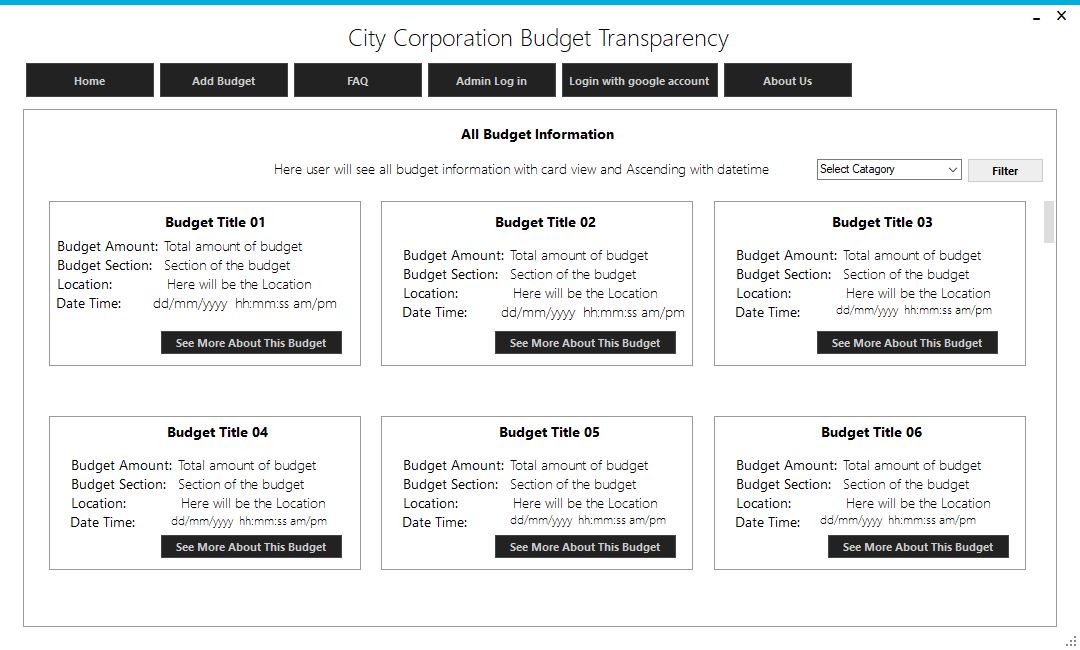 City Corporation Budget Transparency
Home Add Budget FAQ Admin Log in Login with google account About Us
All Budget Information
Here user will see all budget information with card view and Ascending with datetime Select Catagory Filter
Budget Title 01
Budget Amount: Total amount of budget
Budget Section: Section of the budget
Location: Here will be the Location
Date Time: dd/mm/yyyy hh:mm:ss am/pm
See More About This Budget
Budget Title 02
Budget Amount: Total amount of budget
Budget Section: Section of the budget
Location: Here will be the Location
Date Time: dd/mm/yyyy hh:mm:ss am/pm
See More About This Budget
Budget Title 03
Budget Amount: Total amount of budget
Budget Section: Section of the budget
Location: Here will be the Location
Date Time: dd/mm/yyyy hh:mm:ss am/pm
See More About This Budget
Budget Title 04
Budget Amount: Total amount of budget
Budget Section: Section of the budget
Location: Here will be the Location
Date Time: dd/mm/yyyy hh:mm:ss am/pm
See More About This Budget
Budget Title 05
Budget Amount: Total amount of budget
Budget Section: Section of the budget
Location: Here will be the Location
Date Time: dd/mm/yyyy hh:mm:ss am/pm
See More About This Budget
Budget Title 06
Budget Amount: Total amount of budget
Budget Section: Section of the budget
Location: Here will be the Location
Date Time: dd/mm/yyyy hh:mm:ss am/pm
See More About This Budget